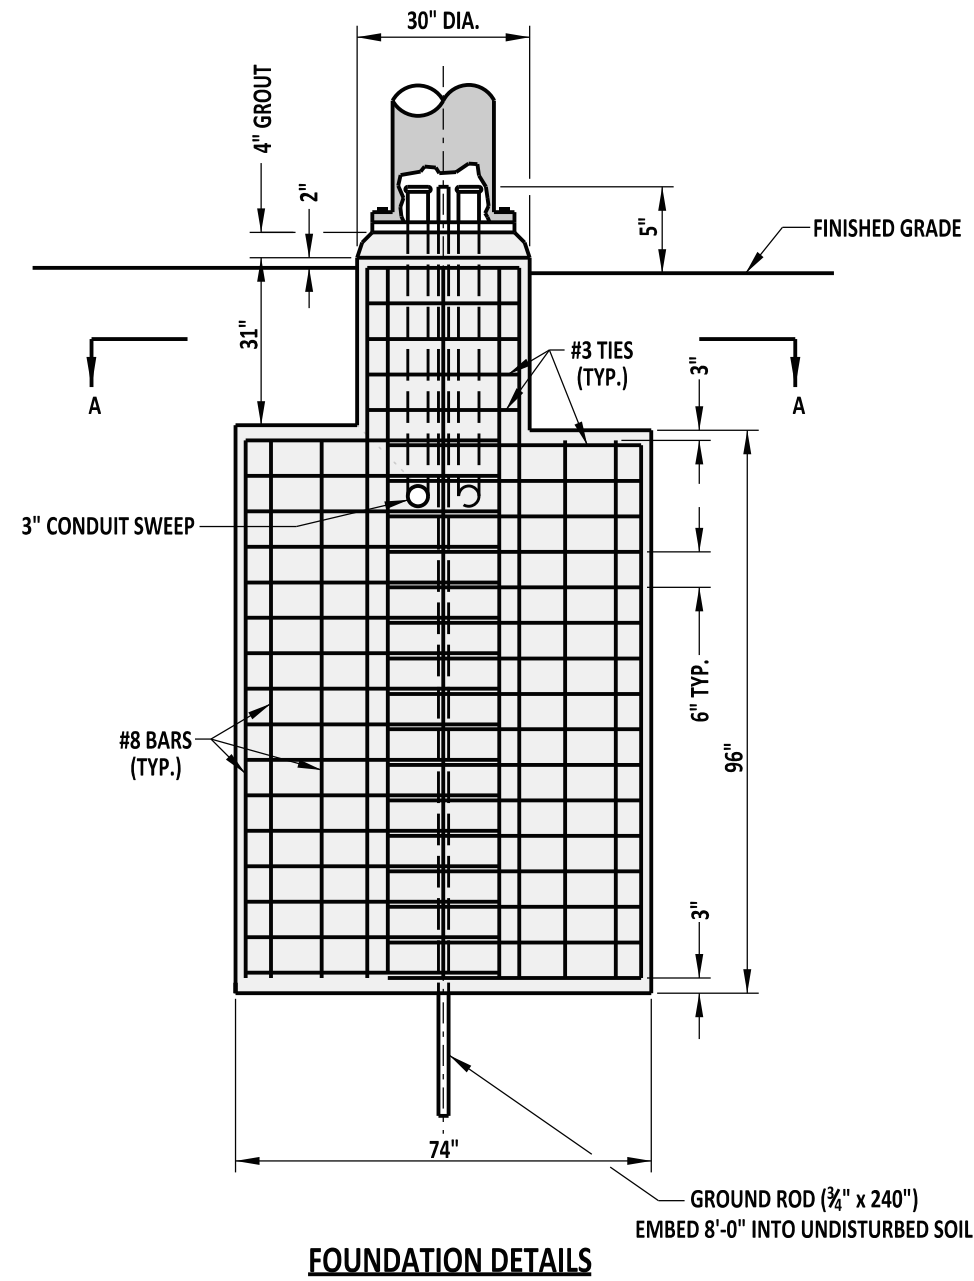 30" DIA.
4" GROUT
2"
5"
FINISHED GRADE
31"
#3 TIES
(TYP.)
3"
A
A
3" CONDUIT SWEEP
6" TYP.
#8 BARS
(TYP.)
96"
3"
74"
GROUND ROD (¾" x 240")
EMBED 8'-0" INTO UNDISTURBED SOIL
FOUNDATION DETAILS